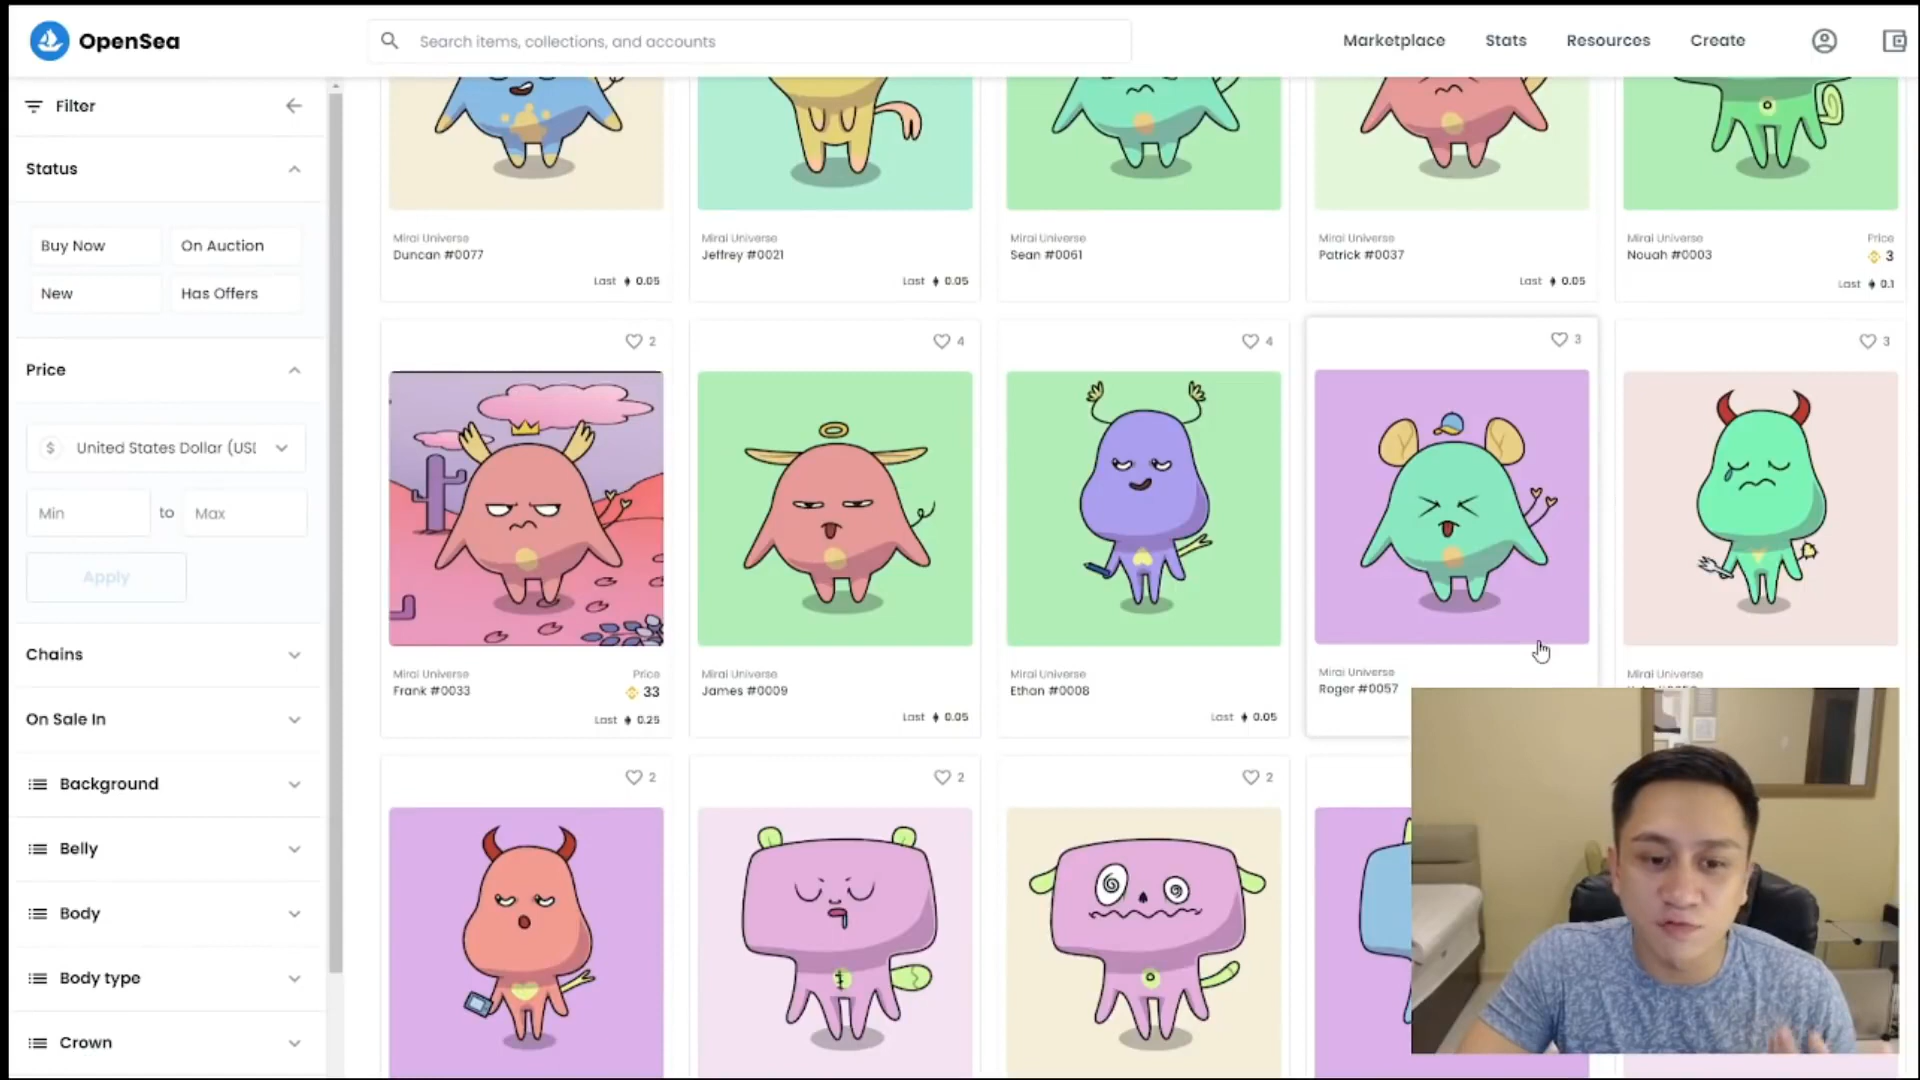 OpenSea
Search items, collections, and accounts
Marketplace
Stats
Resources
Create
Filter
Status
Buy Now
On Auction
New
Has Offers
Price
$ United States Dollar (USD
Min
to
Max
Apply
Chains
On Sale In
Background
Belly
Body
Body type
Crown
Mirai Universe
Duncan #0077
Last 0.05
Mirai Universe
Jeffrey #0021
Last 0.05
Mirai Universe
Sean #0061
Mirai Universe
Patrick #0037
Last 0.05
Mirai Universe
Price
Nouah #0003
3
Last 0.1
2
4
4
3
3
Mirai Universe
Price
Frank #0033
33
Last 0.25
Mirai Universe
James #0009
Last 0.05
Mirai Universe
Ethan #0008
Last 0.05
Mirai Universe
Roger #0057
Mirai Universe
2
2
2